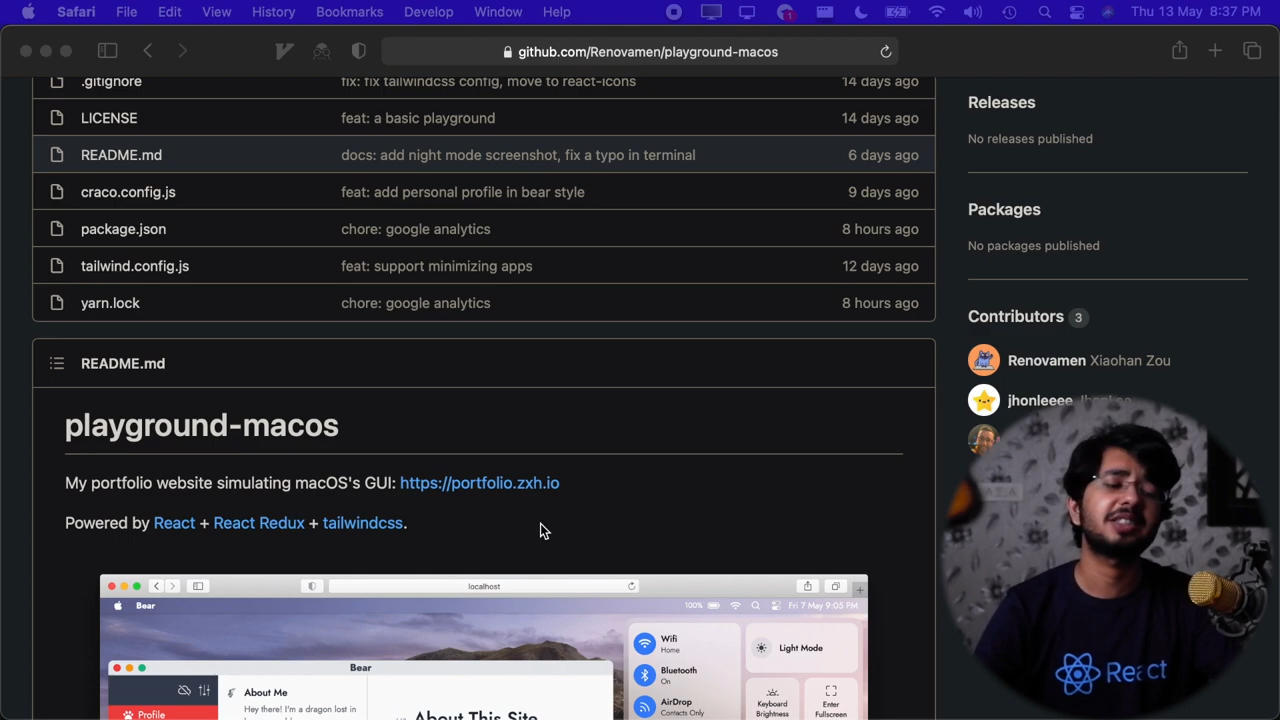 Safari File Edit View History Bookmarks Develop Window Help 1 Thu 13 May 8:37 PM
github.com/Renovamen/playground-macos
.gitignore fix: fix tailwindcss config, move to react-icons 14 days ago
LICENSE feat: a basic playground 14 days ago
README.md docs: add night mode screenshot, fix a typo in terminal 6 days ago
craco.config.js feat: add personal profile in bear style 9 days ago
package.json chore: google analytics 8 hours ago
tailwind.config.js feat: support minimizing apps 12 days ago
yarn.lock chore: google analytics 8 hours ago
README.md
playground-macos
My portfolio website simulating macOS's GUI: https://portfolio.zxh.io
Powered by React + React Redux + tailwindcss.
localhost
Bear 100% Fri 7 May 9:05 PM
Bear
About Me
Hey there! I'm a dragon lost in
Profile
About This Site
Wifi
Home
Bluetooth
On
AirDrop
Contacts Only
Light Mode
Keyboard
Brightness
Enter
Fullscreen
Releases
No releases published
Packages
No packages published
Contributors 3
Renovamen Xiaohan Zou
jhonleeee
React